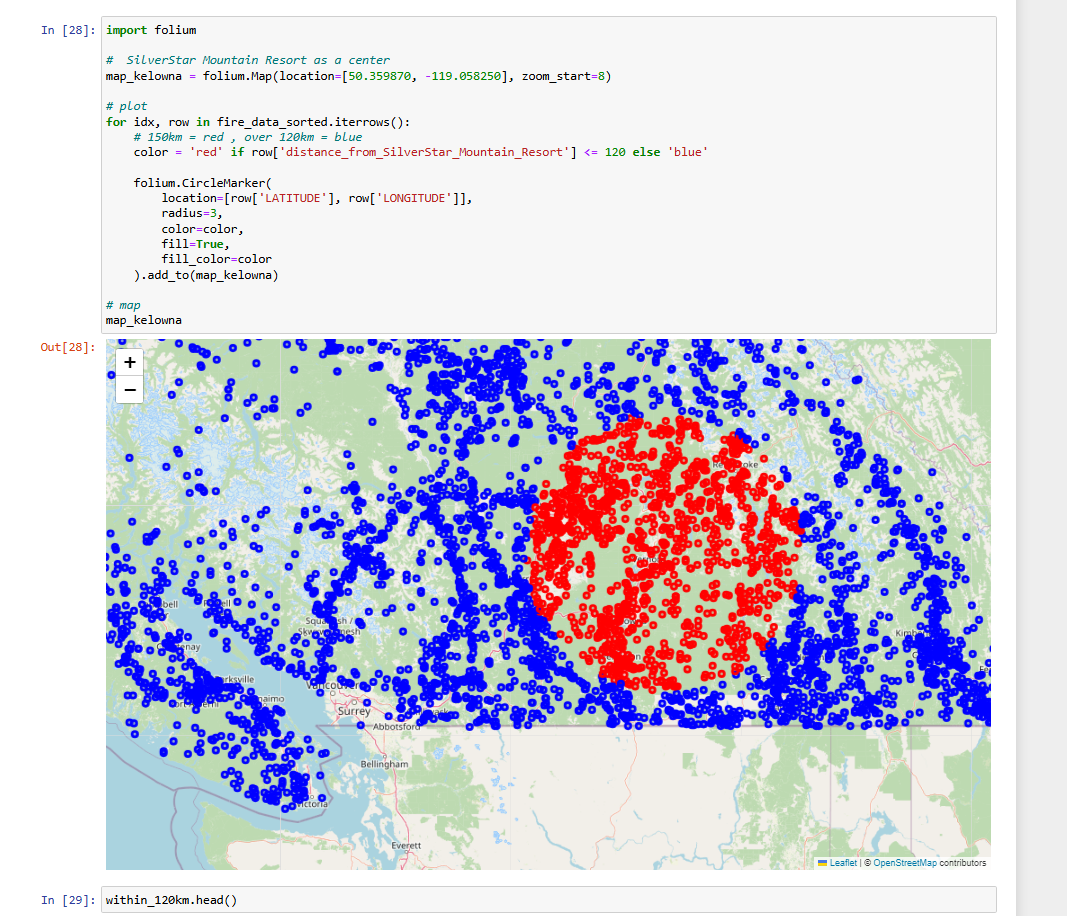 In [28]:
import folium
#  SilverStar Mountain Resort as a center
map_kelowna = folium.Map(location=[50.359870, -119.058250], zoom_start=8)
# plot
for idx, row in fire_data_sorted.iterrows():
    # 150km = red , over 120km = blue
    color = 'red' if row['distance_from_SilverStar_Mountain_Resort'] <= 120 else 'blue'
    folium.CircleMarker(
        location=[row['LATITUDE'], row['LONGITUDE']],
        radius=3,
        color=color,
        fill=True,
        fill_color=color
    ).add_to(map_kelowna)
# map
map_kelowna
Out[28]:
+
−
Surrey
Abbotsford
Bellingham
Everett
Leaflet | © OpenStreetMap contributors
In [29]:
within_120km.head()